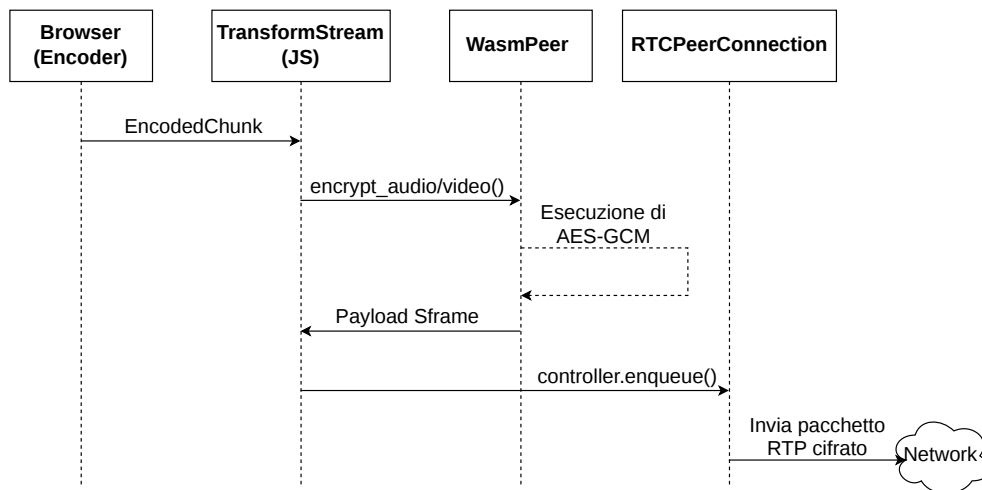 Browser
(Encoder)
TransformStream
(JS)
WasmPeer
RTCPeerConnection
EncodedChunk
encrypt_audio/video()
Esecuzione di
AES-GCM
Payload Sframe
controller.enqueue()
Invia pacchetto
RTP cifrato
Network